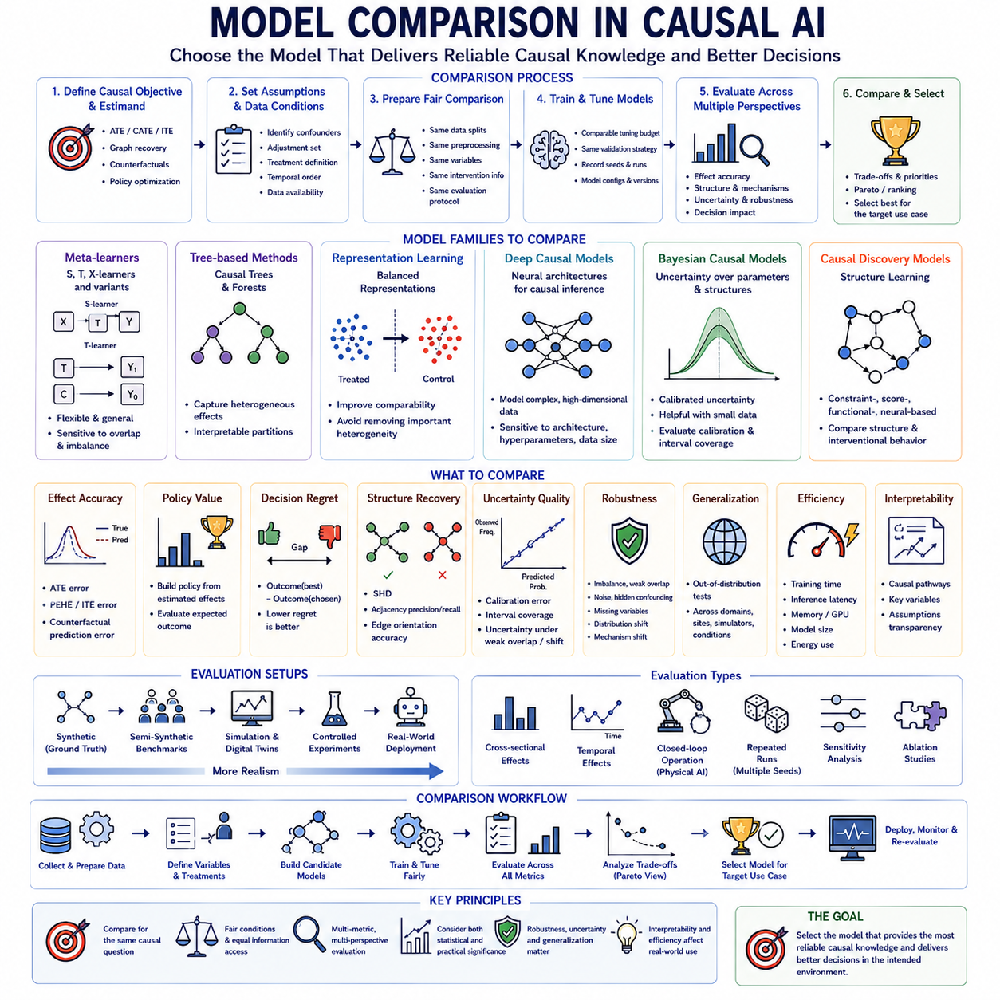 MODEL COMPARISON IN CAUSAL AI
Choose the Model That Delivers Reliable Causal Knowledge and Better Decisions
COMPARISON PROCESS
1. Define Causal Objective
& Estimand
• ATE / CATE / ITE
• Graph recovery
• Counterfactuals
• Policy optimization
2. Set Assumptions
& Data Conditions
• Identify confounders
• Adjustment set
• Treatment definition
• Temporal order
• Data availability
3. Prepare Fair Comparison
• Same data splits
• Same preprocessing
• Same variables
• Same intervention info
• Same evaluation
protocol
4. Train & Tune Models
• Comparable tuning budget
• Same validation strategy
• Record seeds & runs
• Model configs & versions
5. Evaluate Across
Multiple Perspectives
• Effect accuracy
• Structure & mechanisms
• Uncertainty & robustness
• Decision impact
6. Compare & Select
• Trade-offs & priorities
• Pareto / ranking
• Select best for
the target use case
MODEL FAMILIES TO COMPARE
Meta-learners
S, T, X-learners
and variants
S-learner
X T Y
T-learner
T Y₁
C Y₀
• Flexible & general
• Sensitive to overlap
& imbalance
Tree-based Methods
Causal Trees
& Forests
• Capture heterogeneous
effects
• Interpretable partitions
Representation Learning
Balanced
Representations
Treated Control
• Improve comparability
• Avoid removing important
heterogeneity
Deep Causal Models
Neural architectures
for causal inference
• Model complex, high-dimensional
data
• Sensitive to architecture,
hyperparameters, data size
Bayesian Causal Models
Uncertainty over parameters
& structures
• Calibrated uncertainty
• Helpful with small data
• Evaluate calibration &
interval coverage
Causal Discovery Models
Structure Learning
• Constraint-, score-,
functional-, neural-based
• Compare structure &
interventional behavior
WHAT TO COMPARE
Effect Accuracy
True
Pred
• ATE error
• PEHE / ITE error
• Counterfactual
prediction error
Policy Value
• Build policy from
estimated effects
• Evaluate expected
outcome
Decision Regret
Gap
• Outcome(best)
– Outcome(chosen)
• Lower regret
is better
Structure Recovery
• SHD
• Adjacency precision/recall
• Edge orientation
accuracy
Uncertainty Quality
Observed
Freq.
Predicted
Prob.
• Calibration error
• Interval coverage
• Uncertainty under
weak overlap / shift
Robustness
• Imbalance, weak overlap
• Noise, hidden confounding
• Missing variables
• Distribution shift
• Mechanism shift
Generalization
• Out-of-distribution
tests
• Across domains,
sites, simulators,
conditions
Efficiency
• Training time
• Inference latency
• Memory / GPU
• Model size
• Energy use
Interpretability
• Causal pathways
• Key variables
• Assumptions
transparency
EVALUATION SETUPS
Synthetic
(Ground Truth)
Semi-Synthetic
Benchmarks
Simulation &
Digital Twins
Controlled
Experiments
Real-World
Deployment
More Realism
Evaluation Types
Cross-sectional
Effects
Time
Temporal
Effects
Closed-loop
Operation
(Physical AI)
Repeated
Runs
(Multiple Seeds)
Sensitivity
Analysis
Ablation
Studies
COMPARISON WORKFLOW
Collect & Prepare Data
Define Variables
& Treatments
Build Candidate
Models
Train & Tune
Fairly
Evaluate Across
All Metrics
Analyze Trade-offs
(Pareto View)
Select Model for
Target Use Case
Deploy, Monitor &
Re-evaluate
KEY PRINCIPLES
Compare for
the same causal
question
Fair conditions
& equal information
access
Multi-metric,
multi-perspective
evaluation
Consider both
statistical and
practical significance
Robustness, uncertainty
and generalization
matter
Interpretability and
efficiency affect
real-world use
THE GOAL
Select the model that provides the most
reliable causal knowledge and delivers
better decisions in the intended
environment.